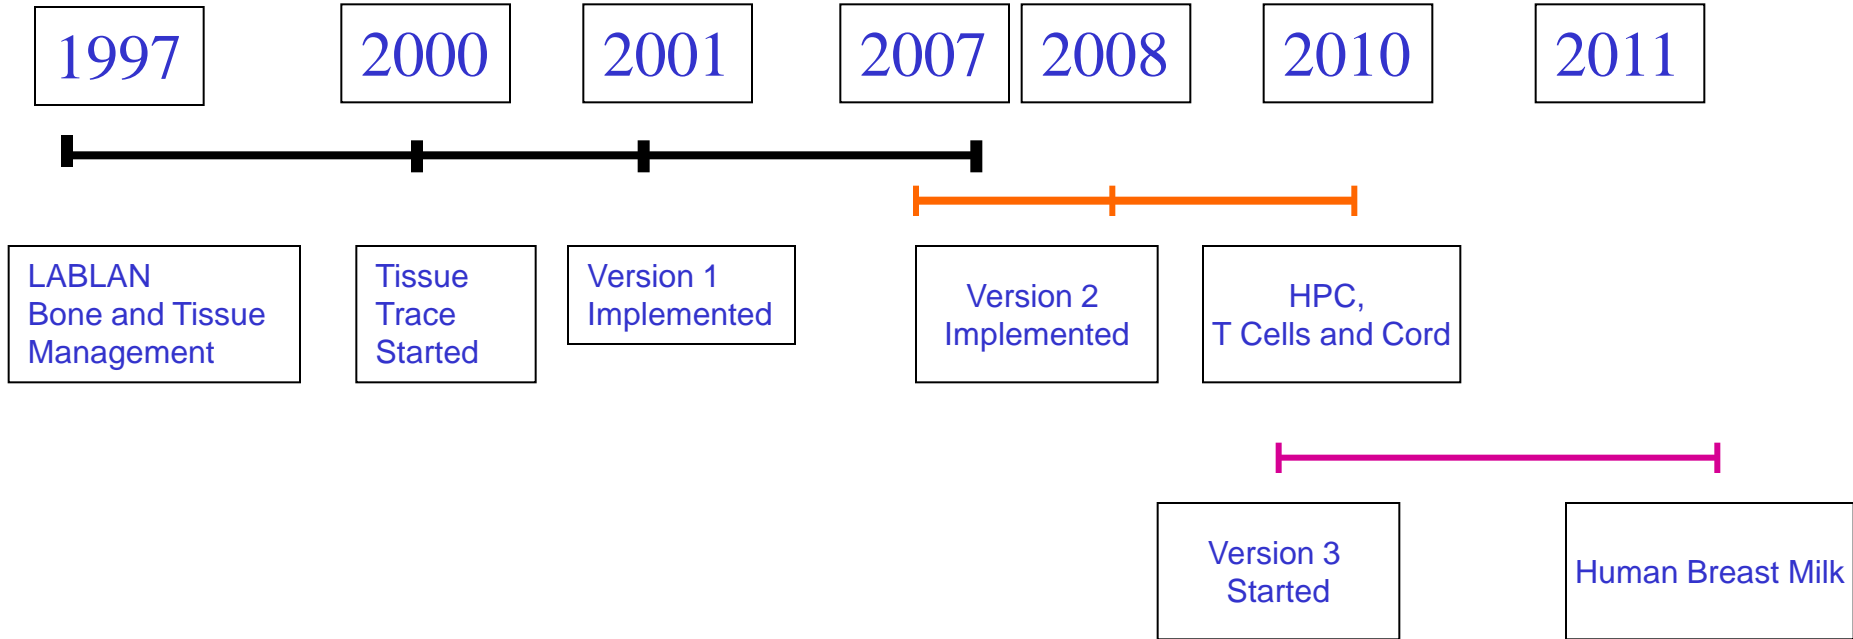 1997
2000
2001
2007
2008
2010
2011
LABLAN
Bone and Tissue
Management
Tissue
Trace
Started
Version 1
Implemented
Version 2
Implemented
HPC,
T Cells and Cord
Version 3
Started
Human Breast Milk